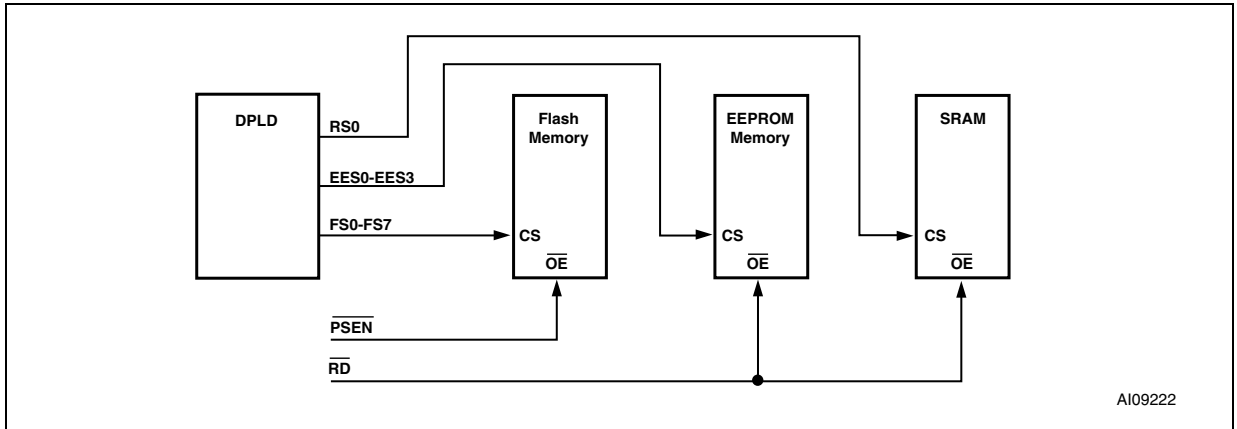 DPLD
RS0
EES0-EES3
FS0-FS7
Flash
Memory
CS
OE
EEPROM
Memory
CS
OE
SRAM
CS
OE
PSEN
RD
AI09222